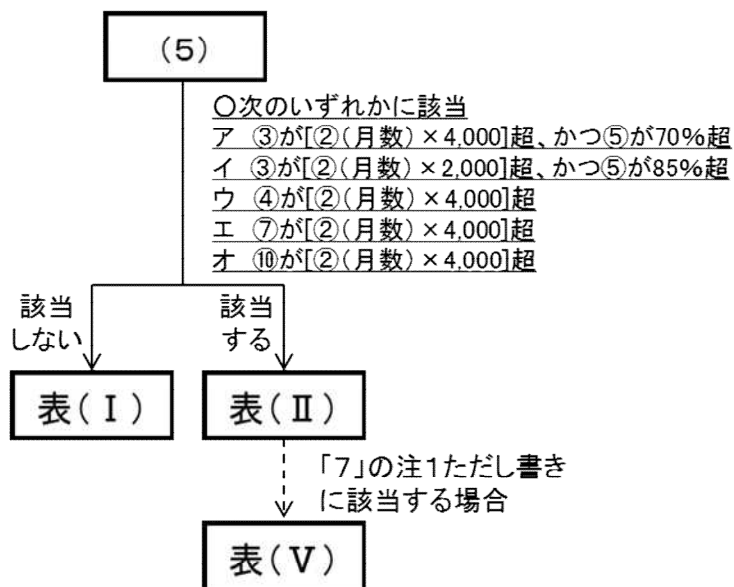 （５）
〇次のいずれかに該当
ア ③が[②（月数）×4,000]超、かつ⑤が70％超
イ ③が[②（月数）×2,000]超、かつ⑤が85％超
ウ ④が[②（月数）×4,000]超
エ ⑦が[②（月数）×4,000]超
オ ⑩が[②（月数）×4,000]超
該当
しない
該当
する
表（Ⅰ）
表（Ⅱ）
「７」の注１ただし書き
に該当する場合
表（Ⅴ）